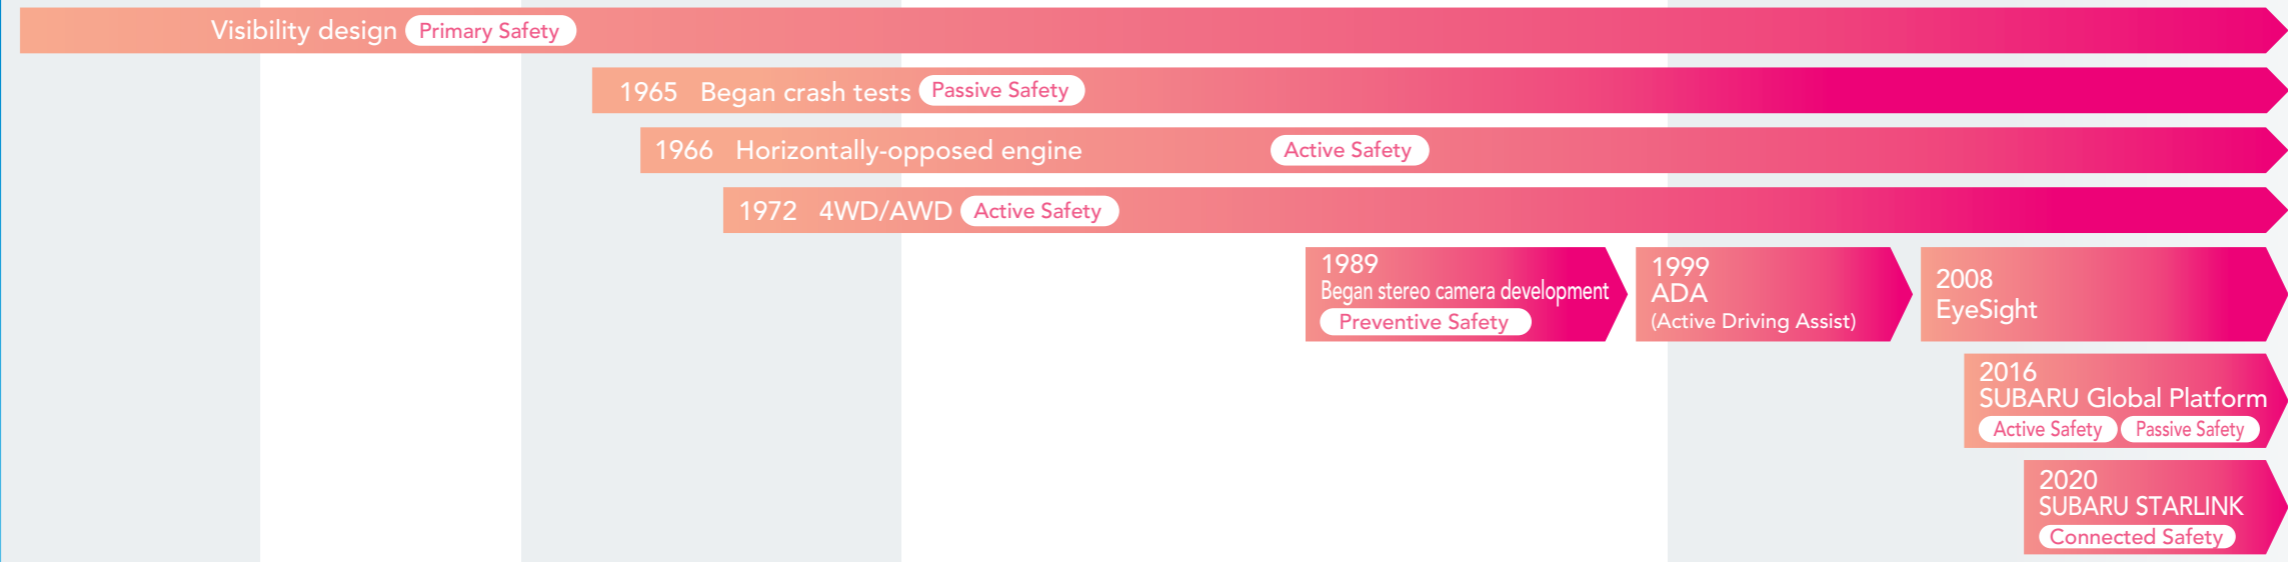 Visibility design Primary Safety
1965 Began crash tests Passive Safety
1966 Horizontally-opposed engine Active Safety
1972 4WD/AWD Active Safety
1989
Began stereo camera development
Preventive Safety
1999
ADA
(Active Driving Assist)
2008
EyeSight
2016
SUBARU Global Platform
Active Safety Passive Safety
2020
SUBARU STARLINK
Connected Safety